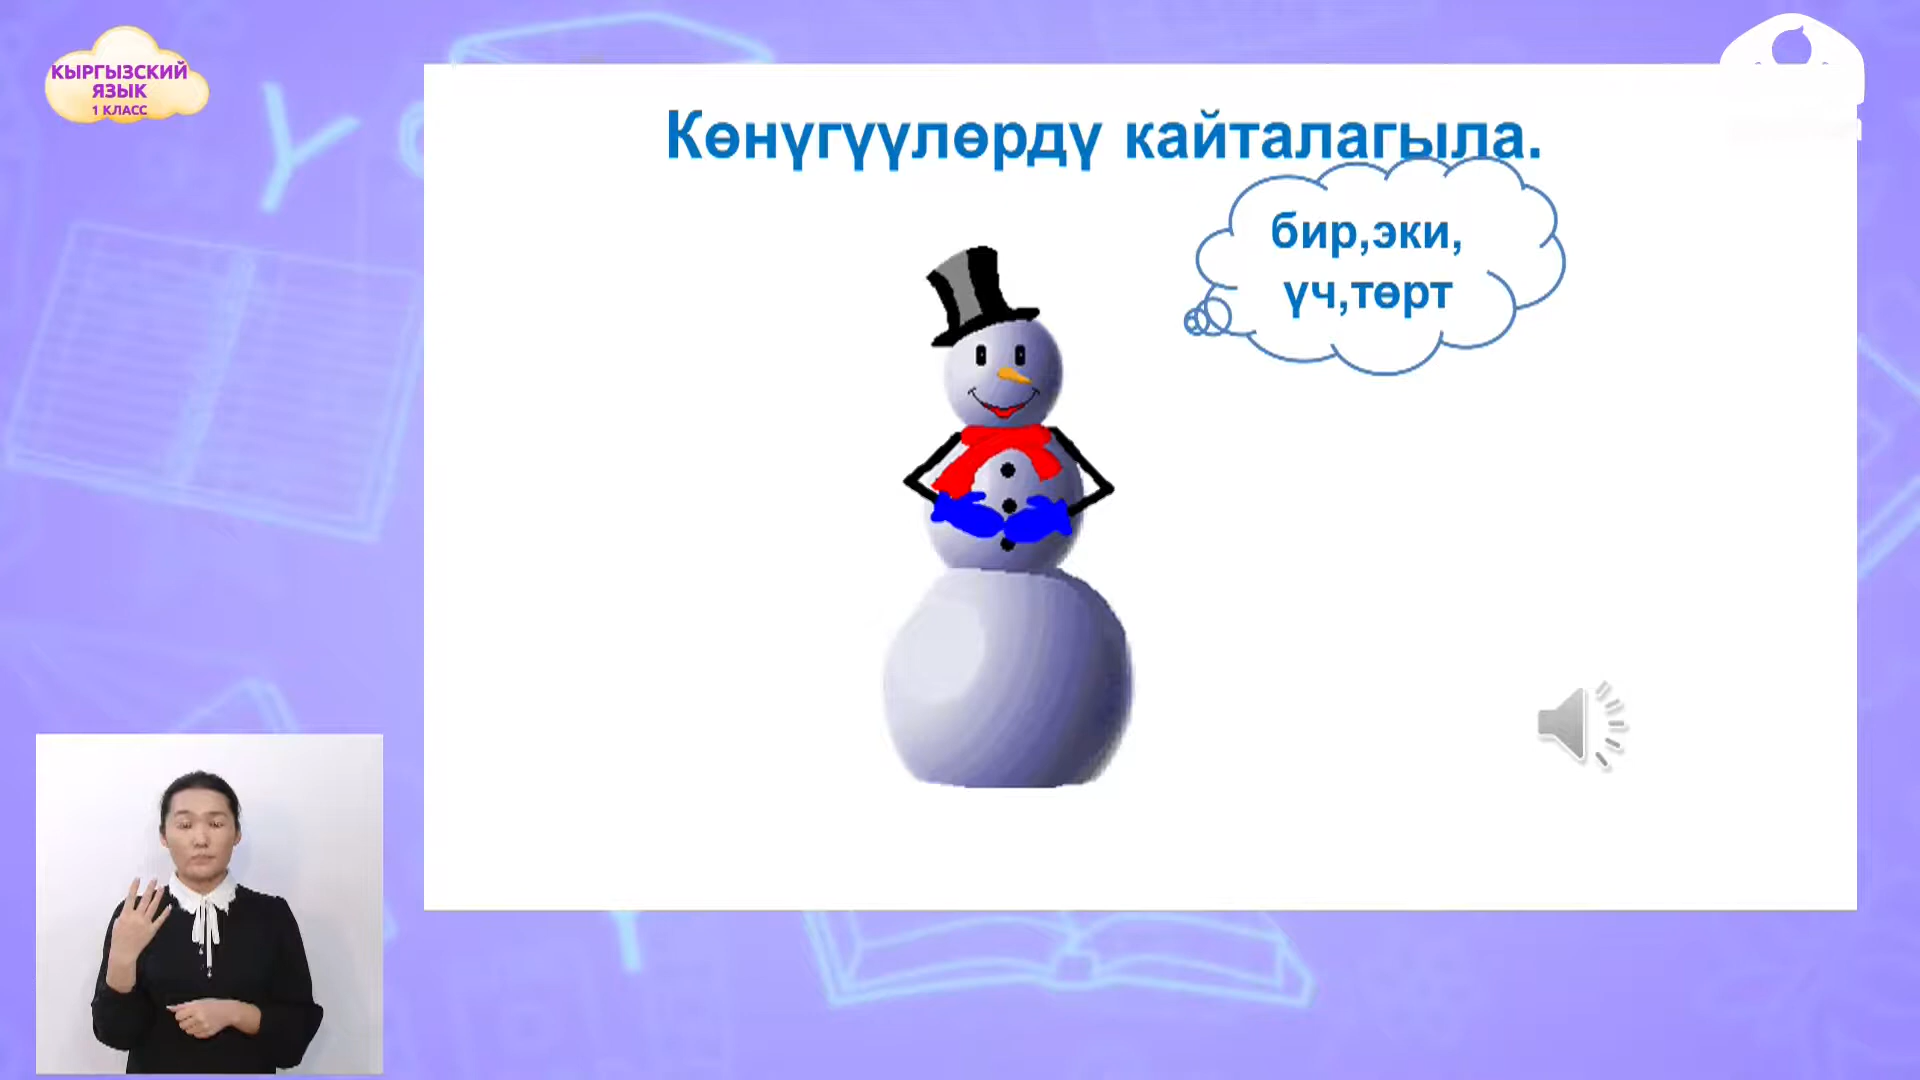 КЫРГЫЗСКИЙ
ЯЗЫК
1 КЛАСС
Көнүгүүлөрдү кайталагыла.
бир,эки,
үч,төрт